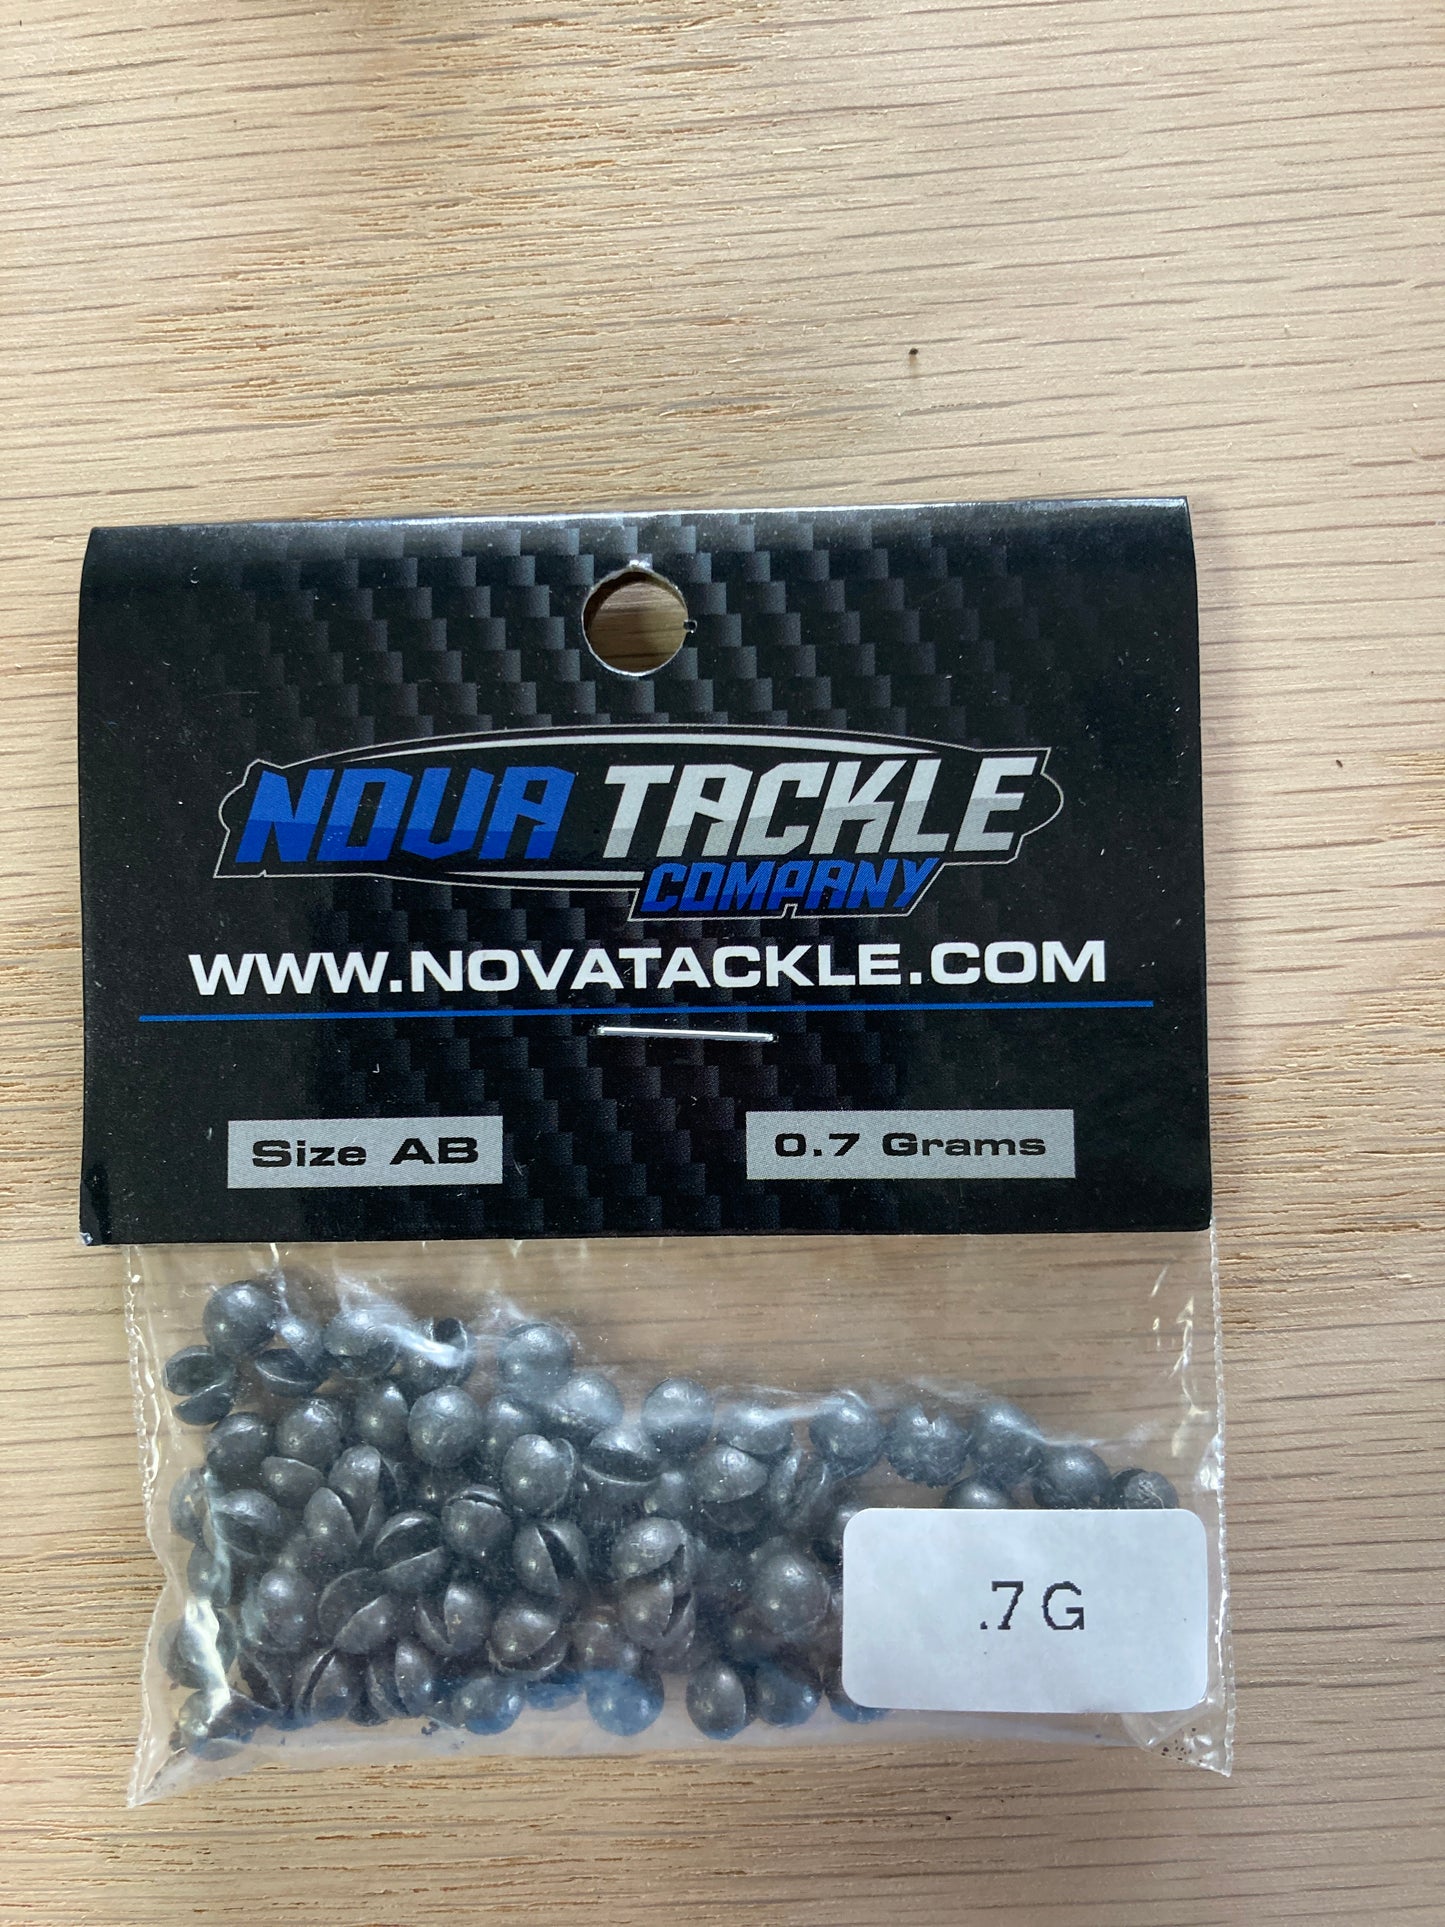 NOVA TACKLE
COMPANY
WWW.NOVATACKLE.COM
Size AB
0.7 Grams
.7G